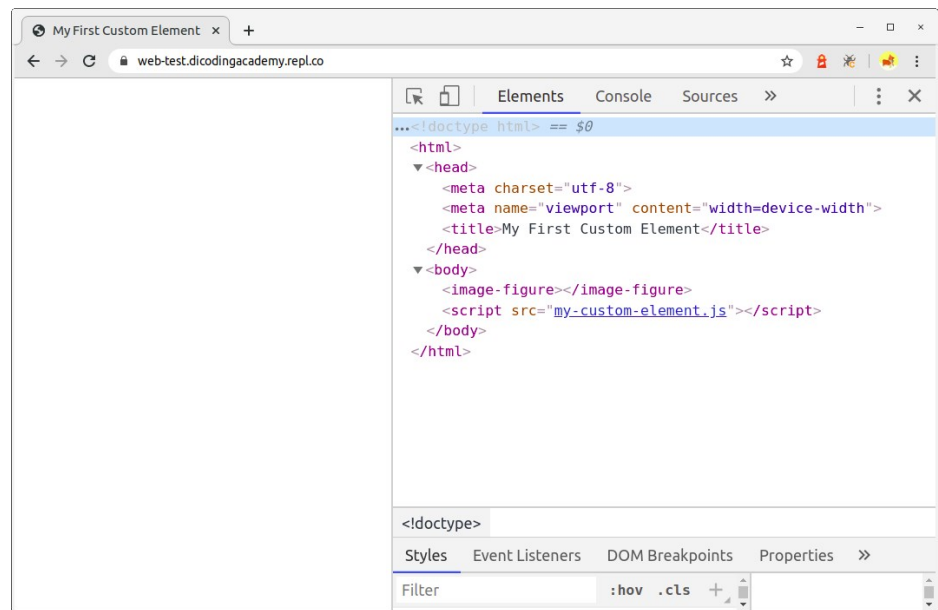 My First Custom Element
web-test.dicodingacademy.repl.co
Elements Console Sources »
...<!doctype html> == $0
<html>
▼<head>
<meta charset="utf-8">
<meta name="viewport" content="width=device-width">
<title>My First Custom Element</title>
</head>
▼<body>
<image-figure></image-figure>
<script src="my-custom-element.js"></script>
</body>
</html>
<!doctype>
Styles Event Listeners DOM Breakpoints Properties »
Filter :hov .cls +